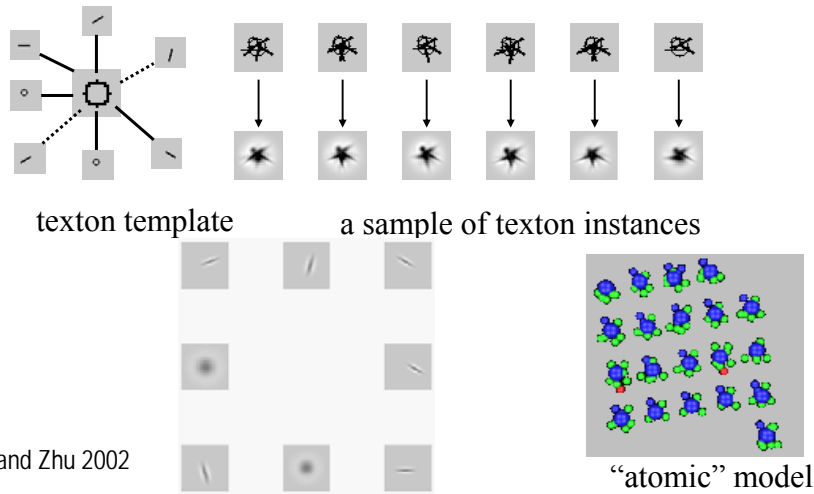 texton template
a sample of texton instances
and Zhu 2002
“atomic” model